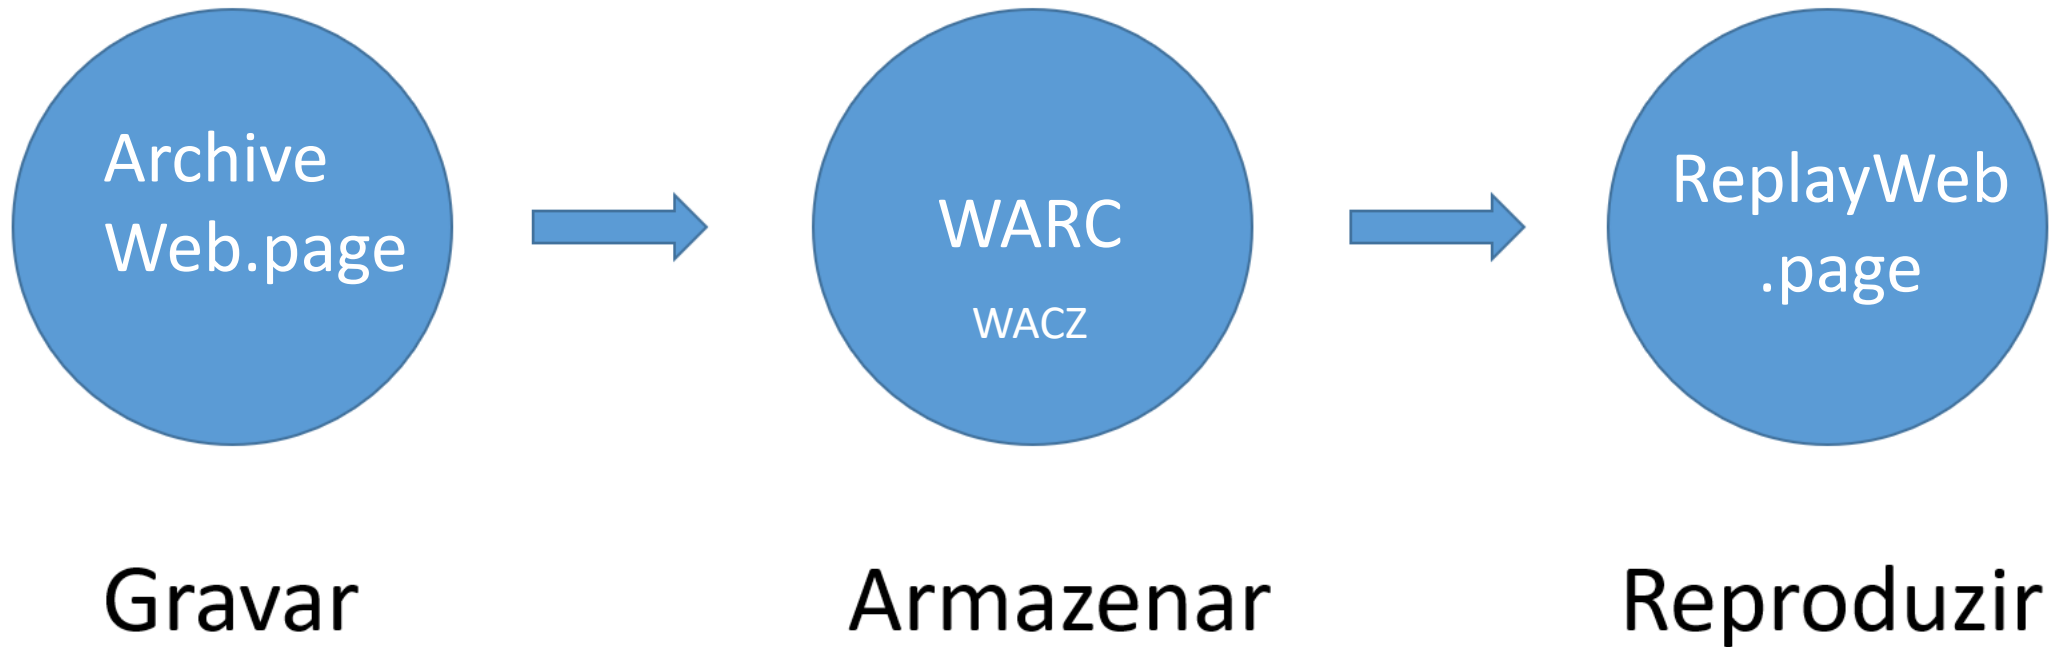 Archive
Web.page
WARC
WACZ
ReplayWeb
.page
Gravar
Armazenar
Reproduzir